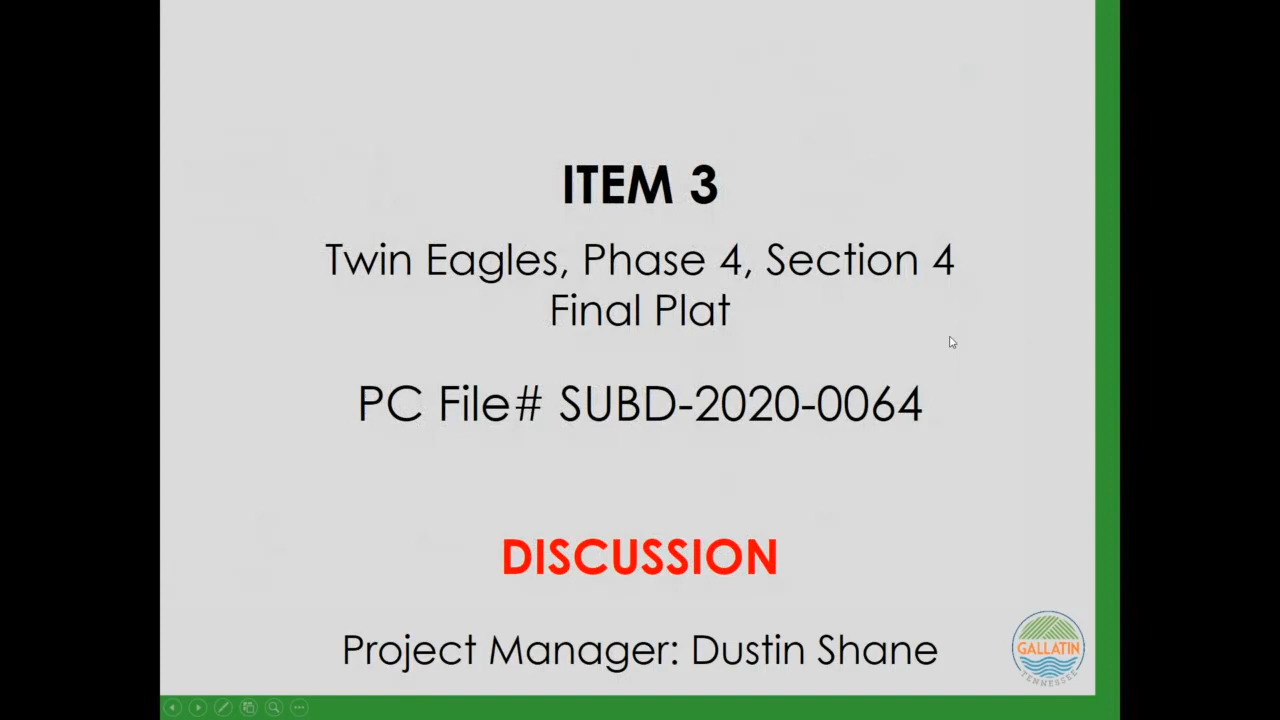 ITEM 3
Twin Eagles, Phase 4, Section 4
Final Plat
PC File# SUBD-2020-0064
DISCUSSION
Project Manager: Dustin Shane
GALLATIN
TENNESSEE